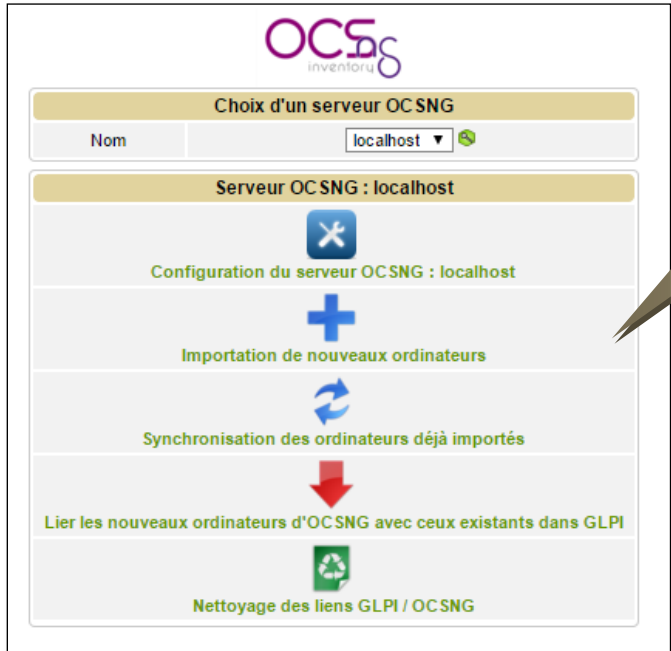 OCSng
inventory
Choix d'un serveur OCSNG
Nom localhost
Serveur OCSNG : localhost
Configuration du serveur OCSNG : localhost
Importation de nouveaux ordinateurs
Synchronisation des ordinateurs déjà importés
Lier les nouveaux ordinateurs d'OCSNG avec ceux existants dans GLPI
Nettoyage des liens GLPI / OCSNG